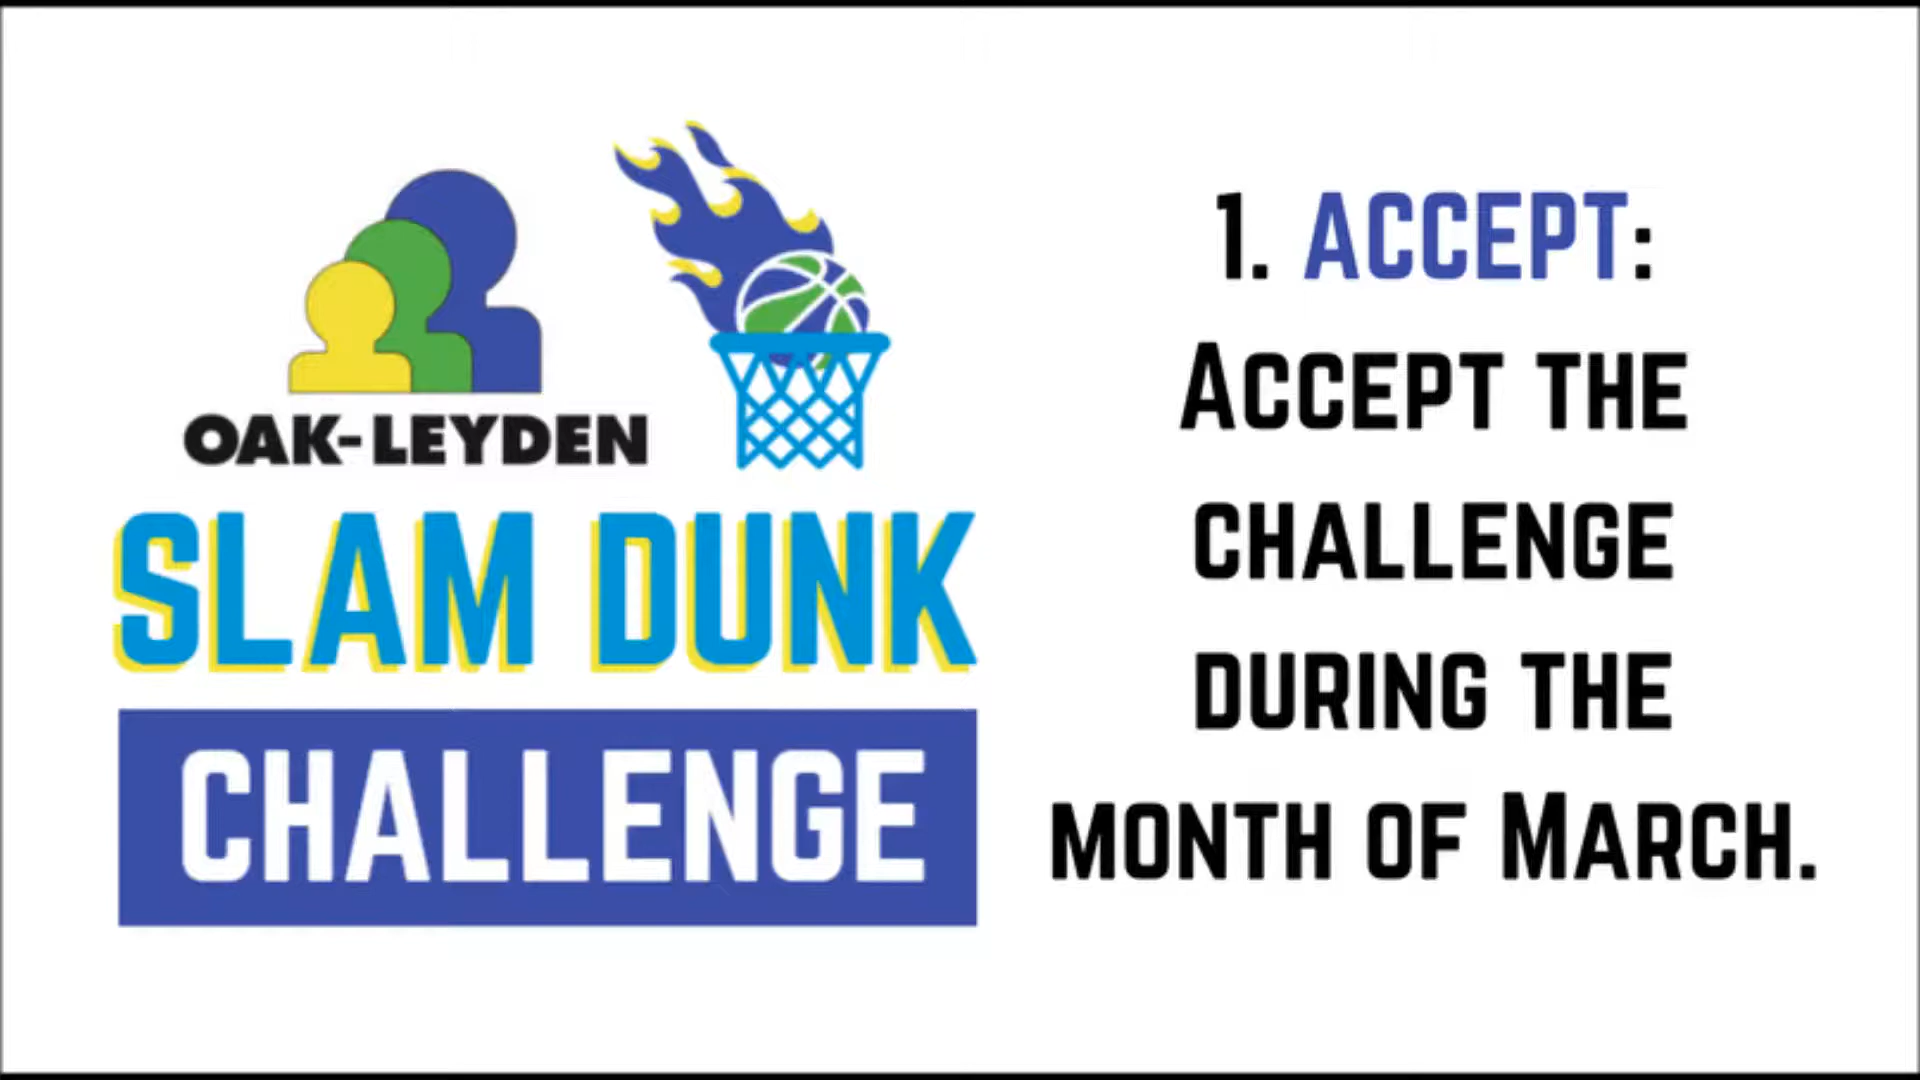 OAK-LEYDEN
SLAM DUNK
CHALLENGE
1. ACCEPT:
ACCEPT THE
CHALLENGE
DURING THE
MONTH OF MARCH.